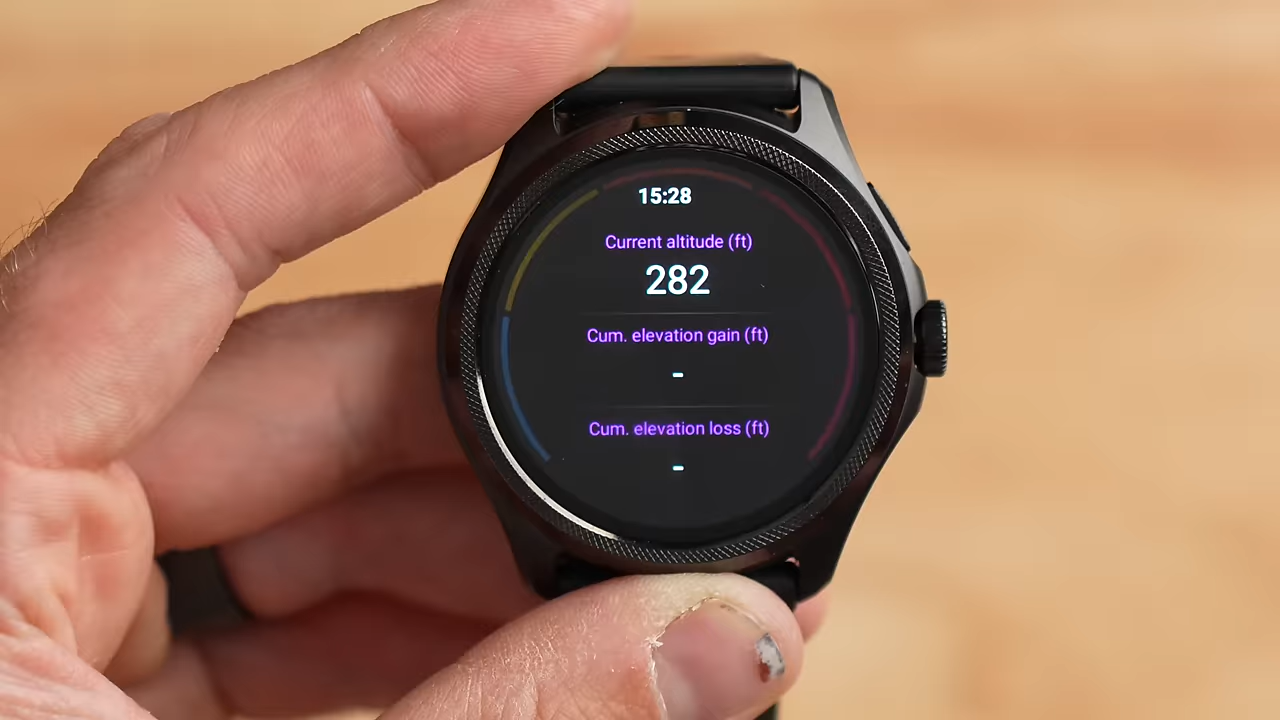 15:28
Current altitude (ft)
282
Cum. elevation gain (ft)
-
Cum. elevation loss (ft)
-